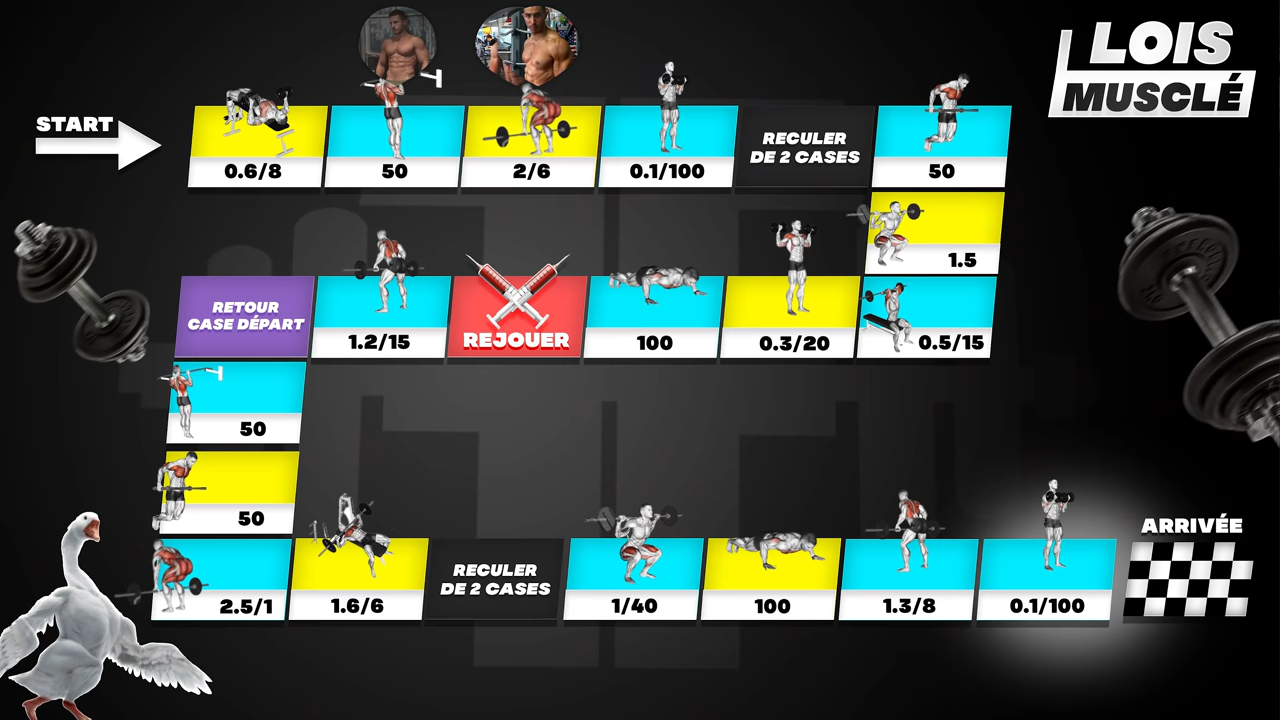 LOIS
MUSCLÉ
START
0.6/8
50
2/6
0.1/100
RECULER
DE 2 CASES
50
1.5
RETOUR
CASE DÉPART
1.2/15
REJOUER
100
0.3/20
0.5/15
50
50
2.5/1
1.6/6
RECULER
DE 2 CASES
1/40
100
1.3/8
0.1/100
ARRIVÉE